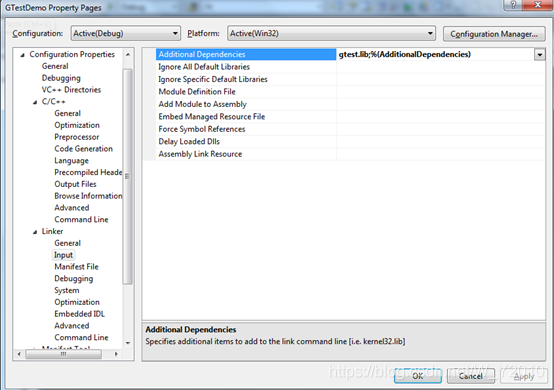 GTestDemo Property Pages
Configuration: Active(Debug) Platform: Active(Win32) Configuration Manager...
Configuration Properties
General
Debugging
VC++ Directories
C/C++
General
Optimization
Preprocessor
Code Generation
Language
Precompiled Heade
Output Files
Browse Information
Advanced
Command Line
Linker
General
Input
Manifest File
Debugging
System
Optimization
Embedded IDL
Advanced
Command Line
Manifest Tool
Additional Dependencies gtest.lib;%(AdditionalDependencies)
Ignore All Default Libraries
Ignore Specific Default Libraries
Module Definition File
Add Module to Assembly
Embed Managed Resource File
Force Symbol References
Delay Loaded Dlls
Assembly Link Resource
Additional Dependencies
Specifies additional items to add to the link command line [i.e. kernel32.lib]
OK Cancel Apply